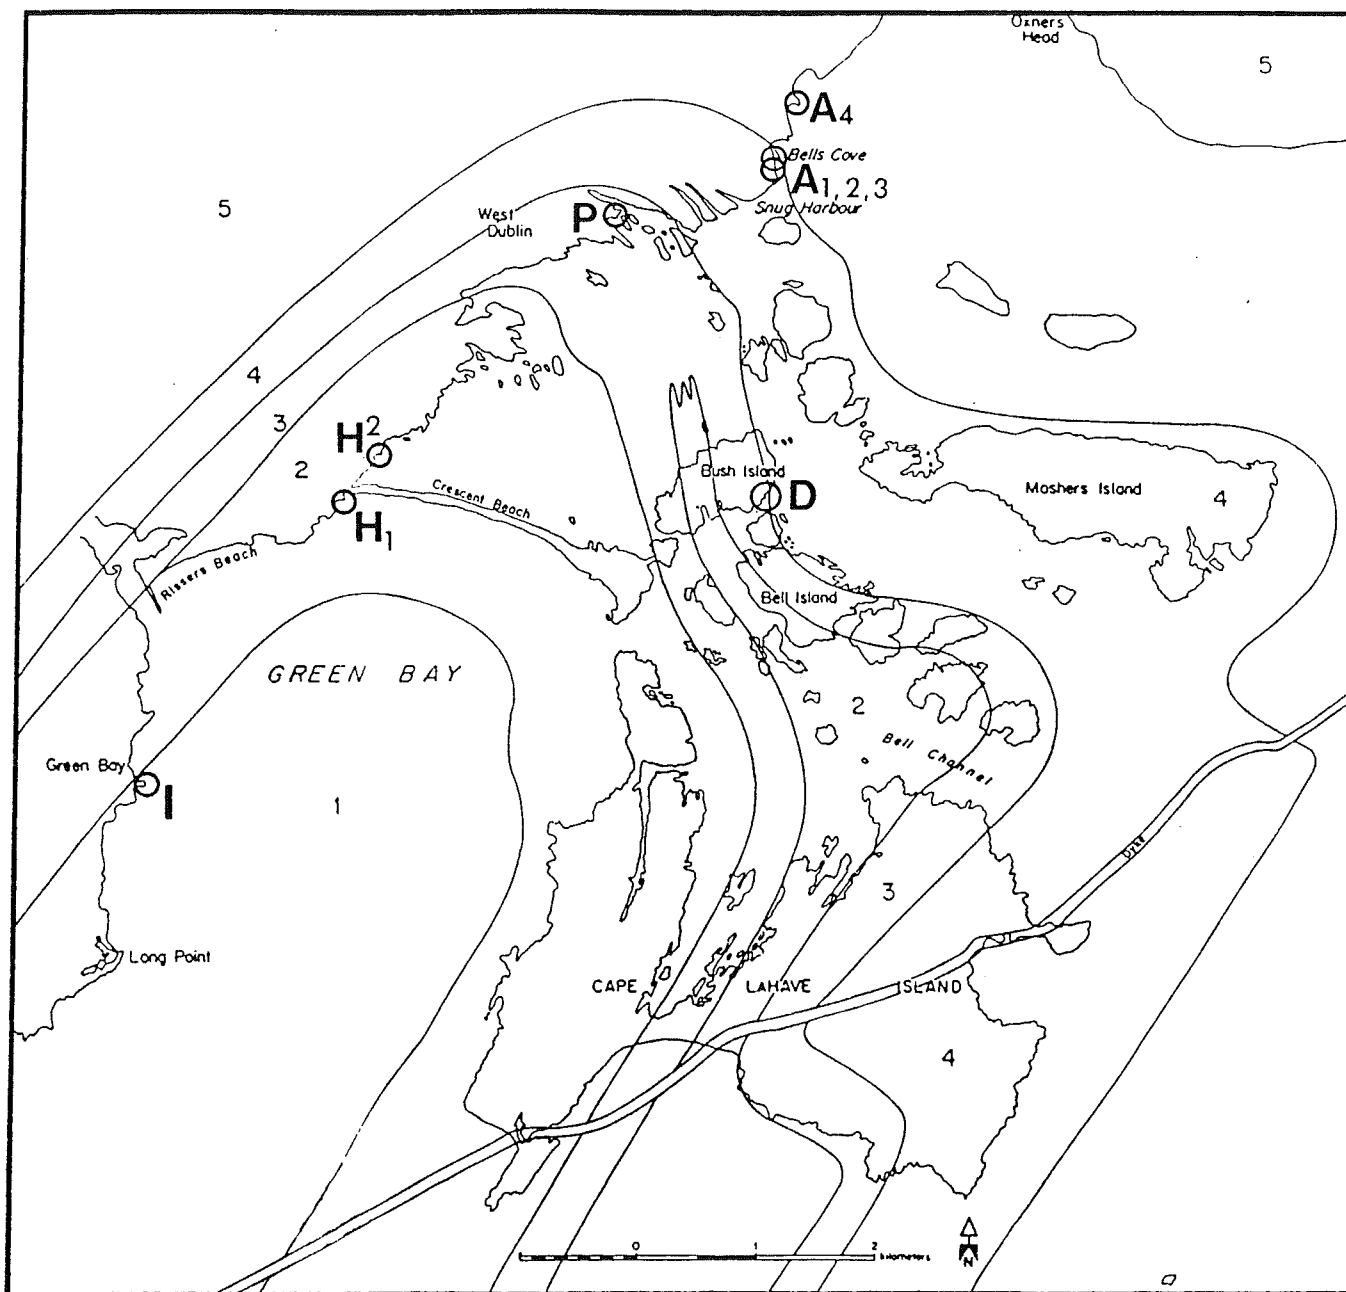 Oxners
Head
5
A4
Bells Cove
A1, 2, 3
Snug Harbour
5
West
Dublin
P
4
3
H2
2
Bush Island
D
Moshers Island
4
Crescent Beach
H1
Rissers Beach
Bell Island
GREEN BAY
2
Bell Channel
Green Bay
I
1
Dyke
3
Long Point
CAPE LAHAVE ISLAND
4
0 1 2
kilometers
N